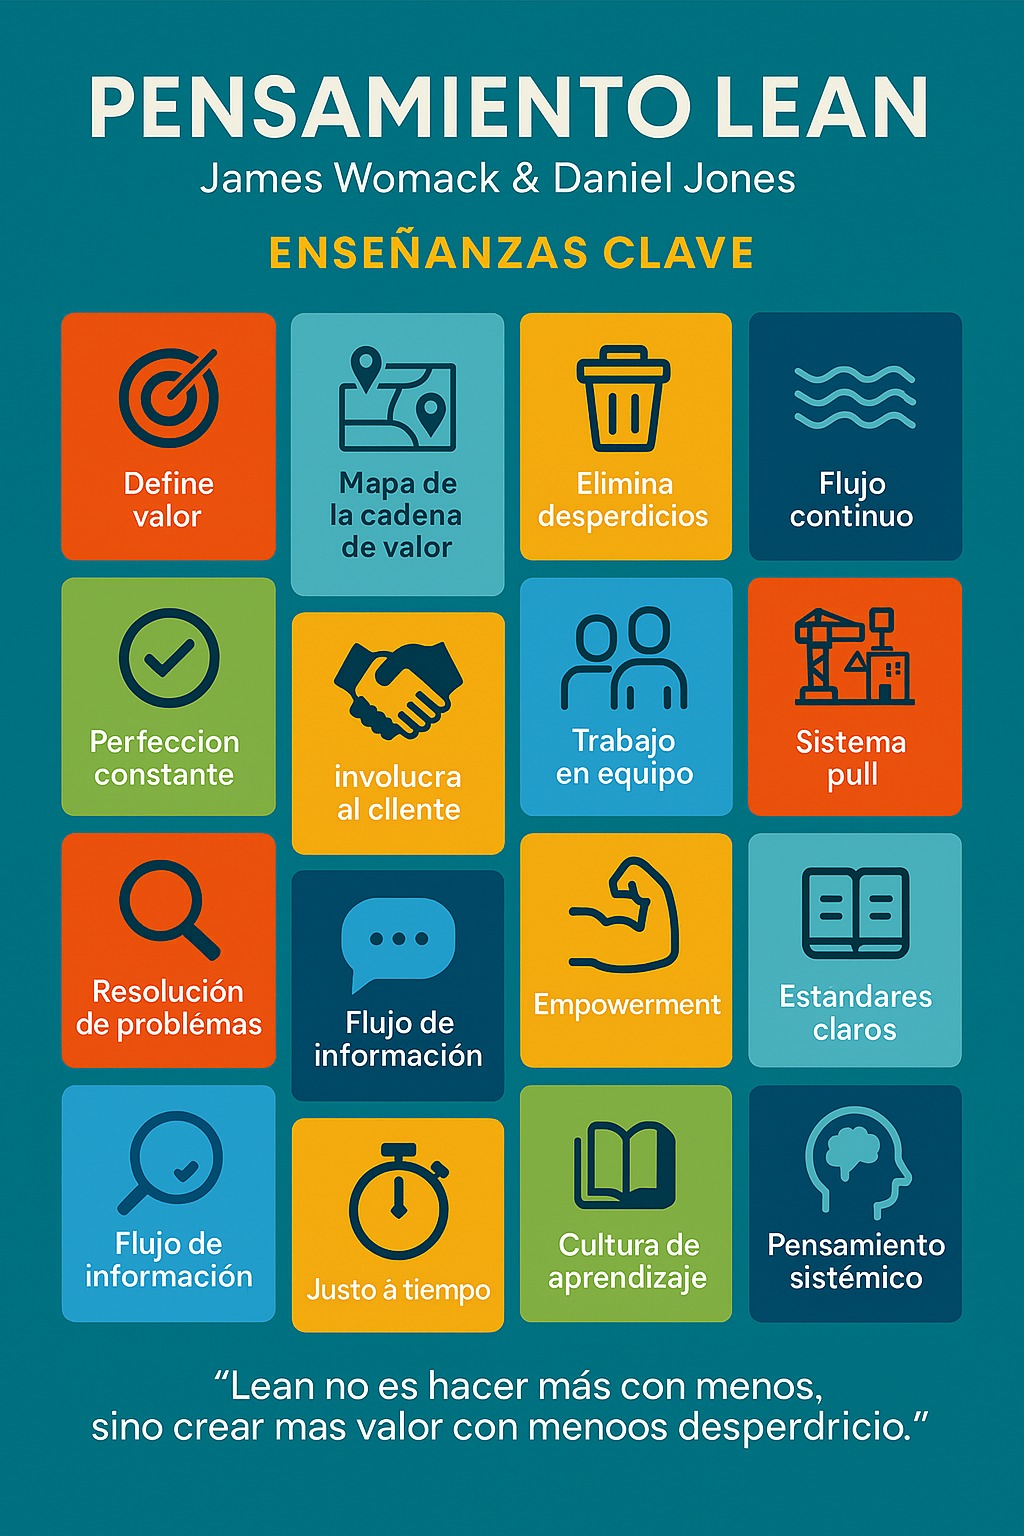 PENSAMIENTO LEAN
James Womack & Daniel Jones
ENSEÑANZAS CLAVE
Define
valor
Mapa de
la cadena
de valor
Elimina
desperdicios
Flujo
continuo
Perfeccion
constante
involucra
al cllente
Trabajo
en equipo
Sistema
pull
Resolución
de problémas
Flujo de
información
Empowerment
Estandares
claros
Flujo de
información
Justo à tiempo
Cultura de
aprendizaje
Pensamiento
sistémico
“Lean no es hacer más con menos,
sino crear mas valor con menoos desperdricio.”